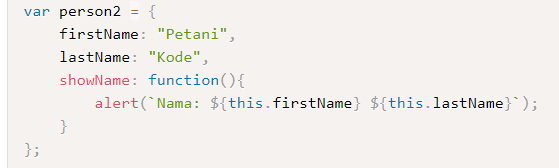 var person2 = {
    firstName: "Petani",
    lastName: "Kode",
    showName: function(){
        alert(`Nama: ${this.firstName} ${this.lastName}`);
    }
};